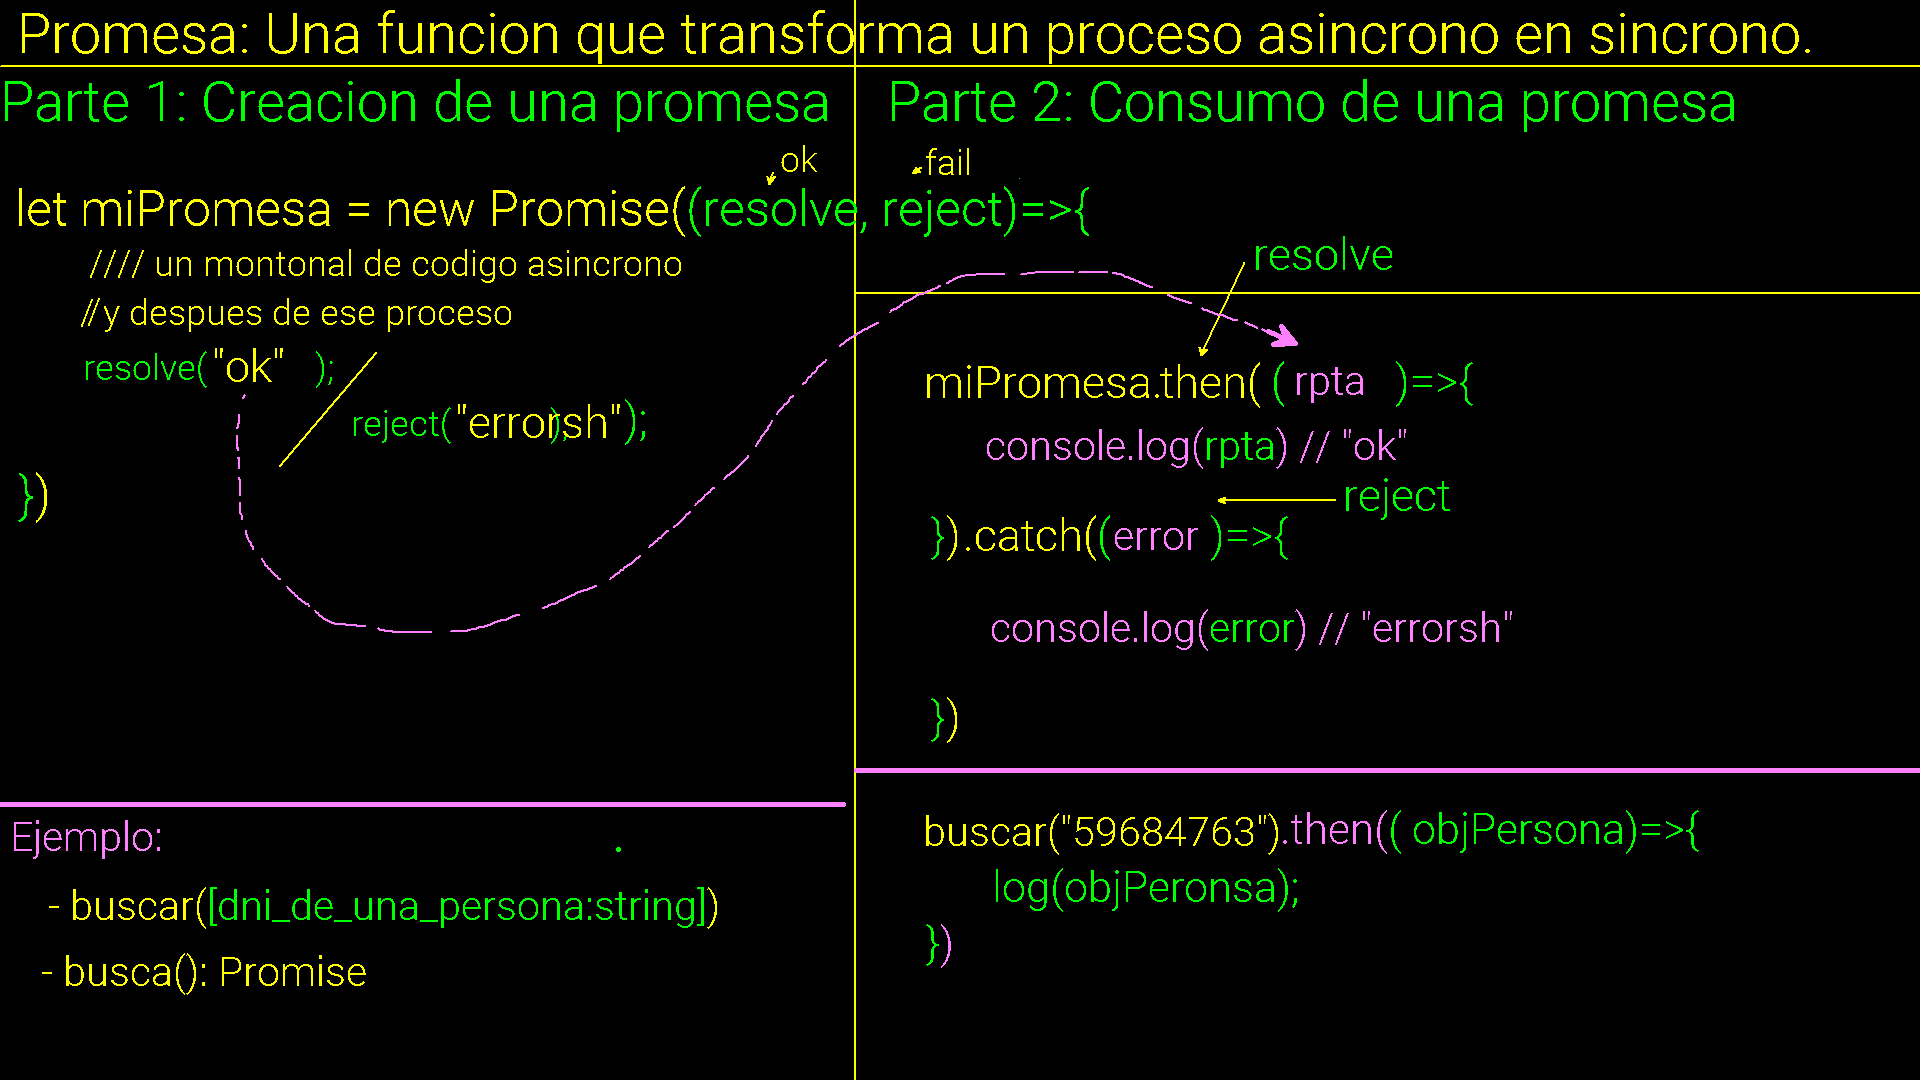 Promesa: Una funcion que transforma un proceso asincrono en sincrono.
Parte 1: Creacion de una promesa
ok
fail
let miPromesa = new Promise((resolve, reject)=>{
//// un montonal de codigo asincrono
//y despues de ese proceso
resolve("ok" );
reject("errorsh");
})
Ejemplo:
- buscar([dni_de_una_persona:string])
- busca(): Promise
Parte 2: Consumo de una promesa
resolve
miPromesa.then( ( rpta )=>{
console.log(rpta) // "ok"
reject
}).catch((error )=>{
console.log(error) // "errorsh"
})
buscar("59684763").then(( objPersona)=>{
log(objPeronsa);
})